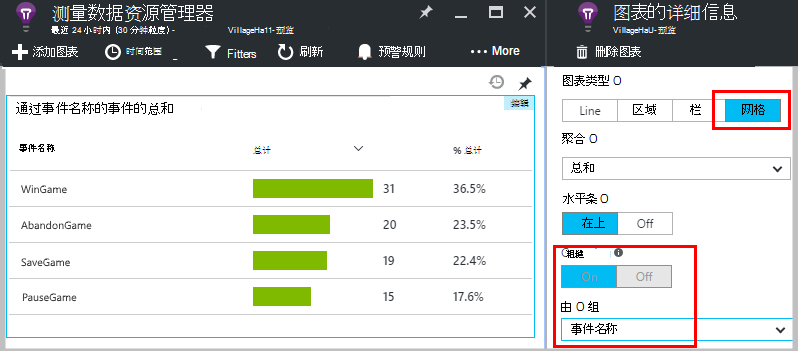 测量数据资源管理器
最近 24 小时内 (30 分钟粒度) -
VillageHa11- 预览
添加图表
时间范围
Filters
刷新
预警规则
More
编辑
通过事件名称的事件的总和
事件名称
总计
% 总计
WinGame
31
36.5%
AbandonGame
20
23.5%
SaveGame
19
22.4%
PauseGame
15
17.6%
图表的详细信息
VillageHaU- 预览
删除图表
图表类型 O
Line
区域
栏
网格
聚合 O
总和
水平条 O
在上
Off
On
Off
由 O 组
事件名称